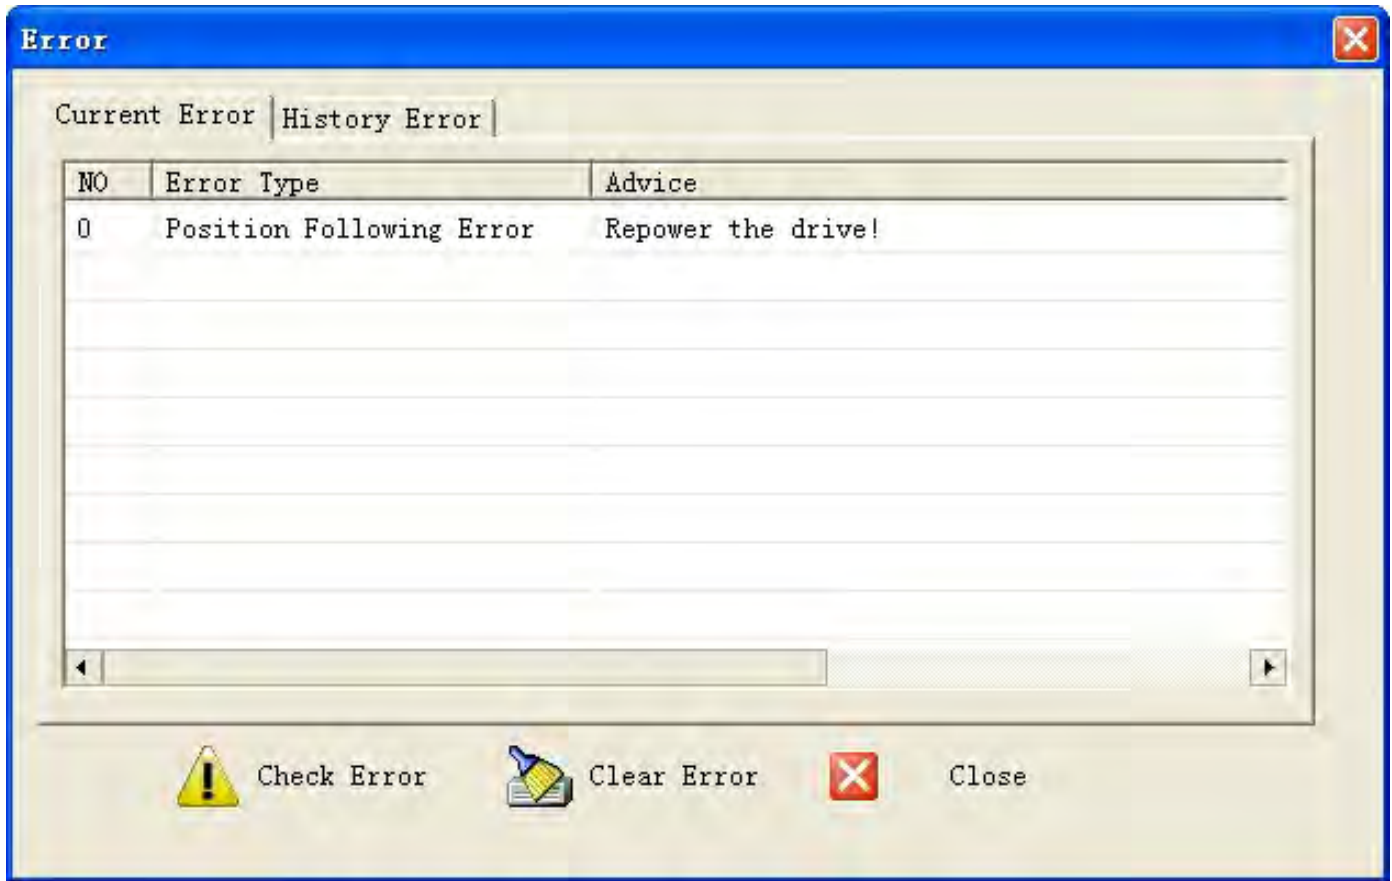 Error
Current Error History Error
NO Error Type Advice
0 Position Following Error Repower the drive!
Check Error Clear Error Close